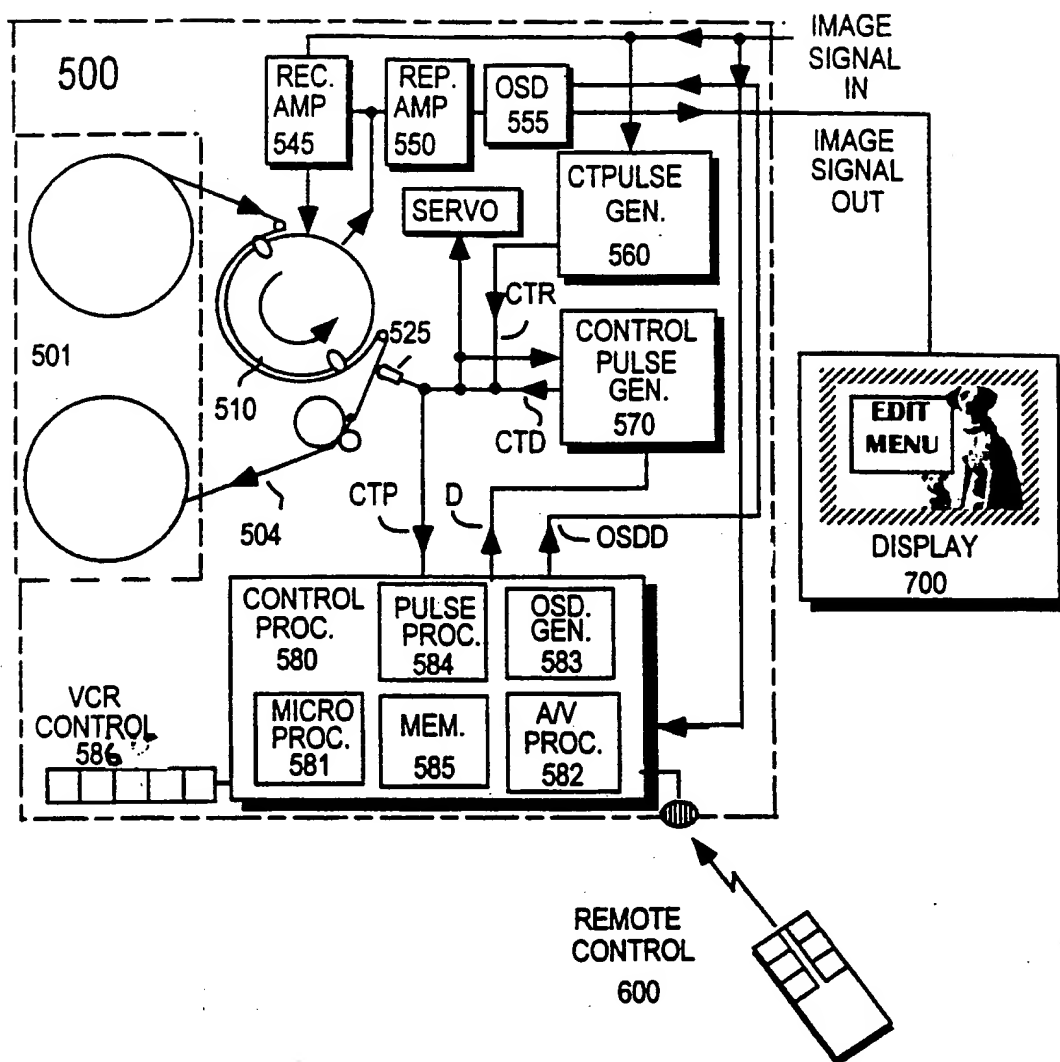 500
IMAGE
SIGNAL
IN
REC.
AMP
545
REP.
AMP
550
OSD
555
IMAGE
SIGNAL
OUT
CTPULSE
GEN.
560
SERVO
CTR
501
510
525
CONTROL
PULSE
GEN.
570
CTD
EDIT
MENU
DISPLAY
700
504
CTP
D
OSDD
CONTROL
PROC.
580
PULSE
PROC.
584
OSD.
GEN.
583
MICRO
PROC.
581
MEM.
585
A/V
PROC.
582
VCR
CONTROL
586
REMOTE
CONTROL
600